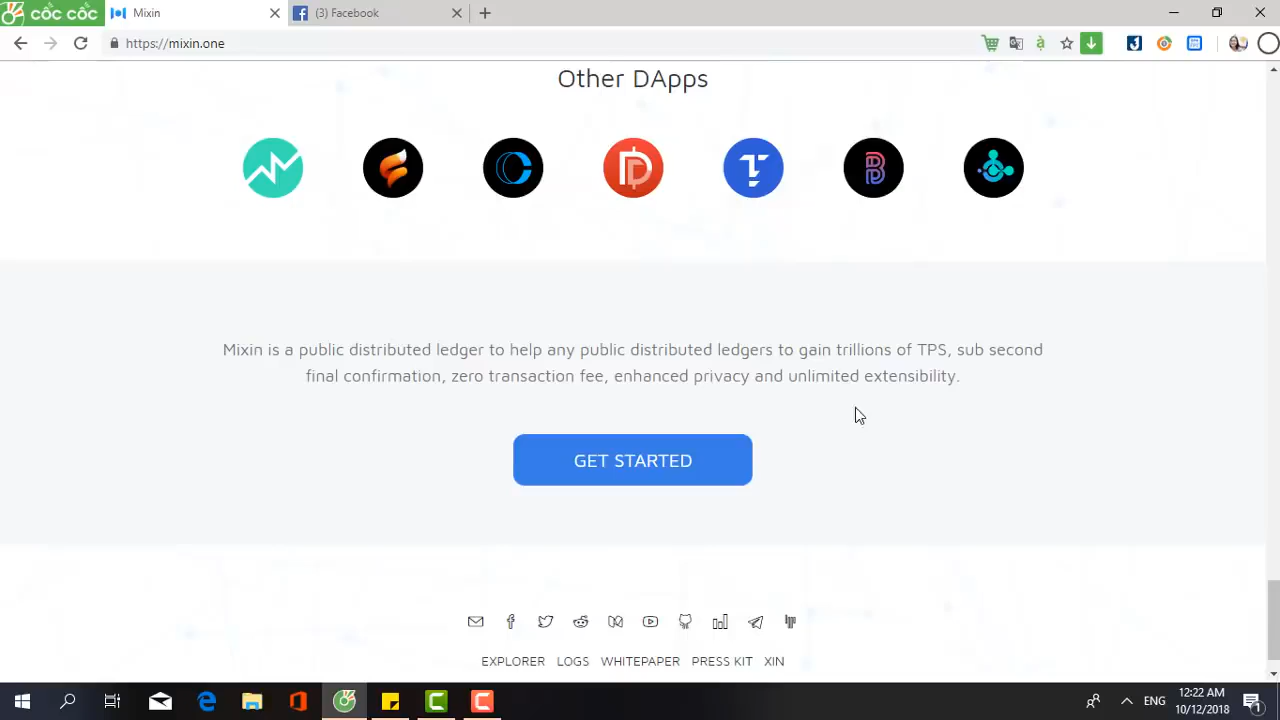 cốc cốc Mixin (3) Facebook
https://mixin.one
Other DApps
Mixin is a public distributed ledger to help any public distributed ledgers to gain trillions of TPS, sub second
final confirmation, zero transaction fee, enhanced privacy and unlimited extensibility.
GET STARTED
EXPLORER LOGS WHITEPAPER PRESS KIT XIN
ENG
12:22 AM
10/12/2018
1